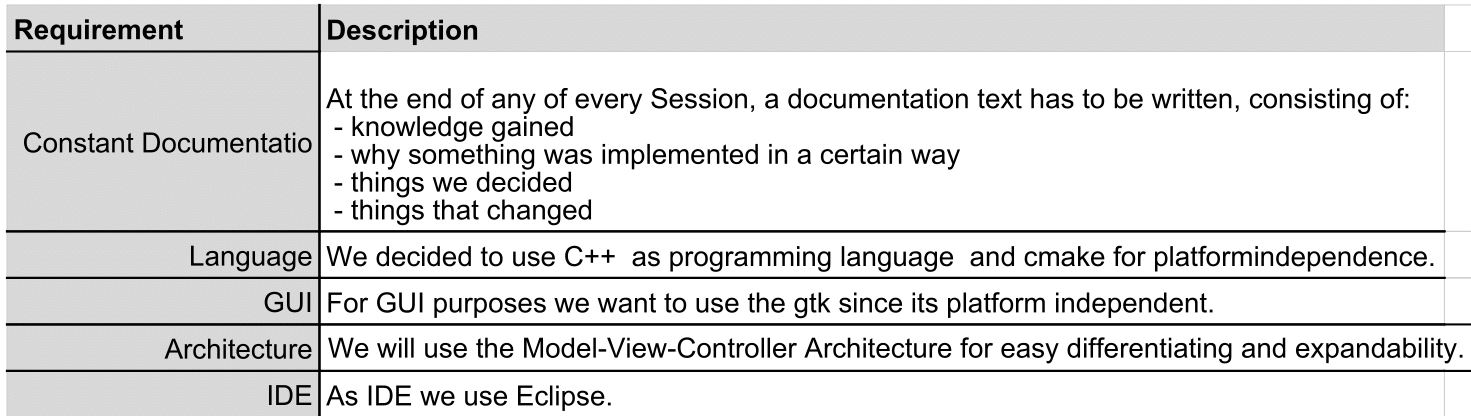 Requirement Description
At the end of any of every Session, a documentation text has to be written, consisting of:
- knowledge gained
Constant Documentatio
- why something was implemented in a certain way
- things we decided
- things that changed
Language We decided to use C++  as programming language  and cmake for platformindependence.
GUI For GUI purposes we want to use the gtk since its platform independent.
Architecture We will use the Model-View-Controller Architecture for easy differentiating and expandability.
IDE As IDE we use Eclipse.